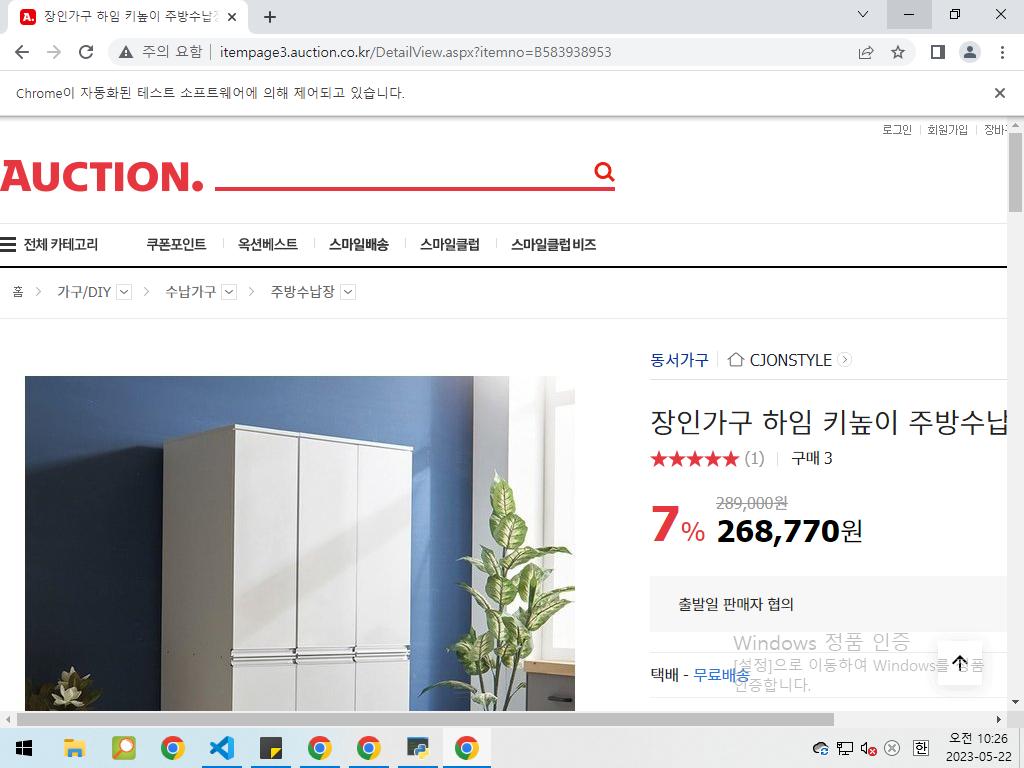 장인가구 하임 키높이 주방수납장
주의 요함 itempage3.auction.co.kr/DetailView.aspx?itemno=B583938953
Chrome이 자동화된 테스트 소프트웨어에 의해 제어되고 있습니다.
로그인 회원가입 장바구
AUCTION.
전체 카테고리 쿠폰포인트 옥션베스트 스마일배송 스마일클럽 스마일클럽 비즈
홈 가구/DIY 수납가구 주방수납장
동서가구 CJONSTYLE
장인가구 하임 키높이 주방수납
★★★★★ (1) 구매 3
289,000원
7% 268,770원
출발일 판매자 협의
Windows 정품 인증
[설정]으로 이동하여 Windows를 정품
인증합니다.
택배 - 무료배송
한
오전 10:26
2023-05-22